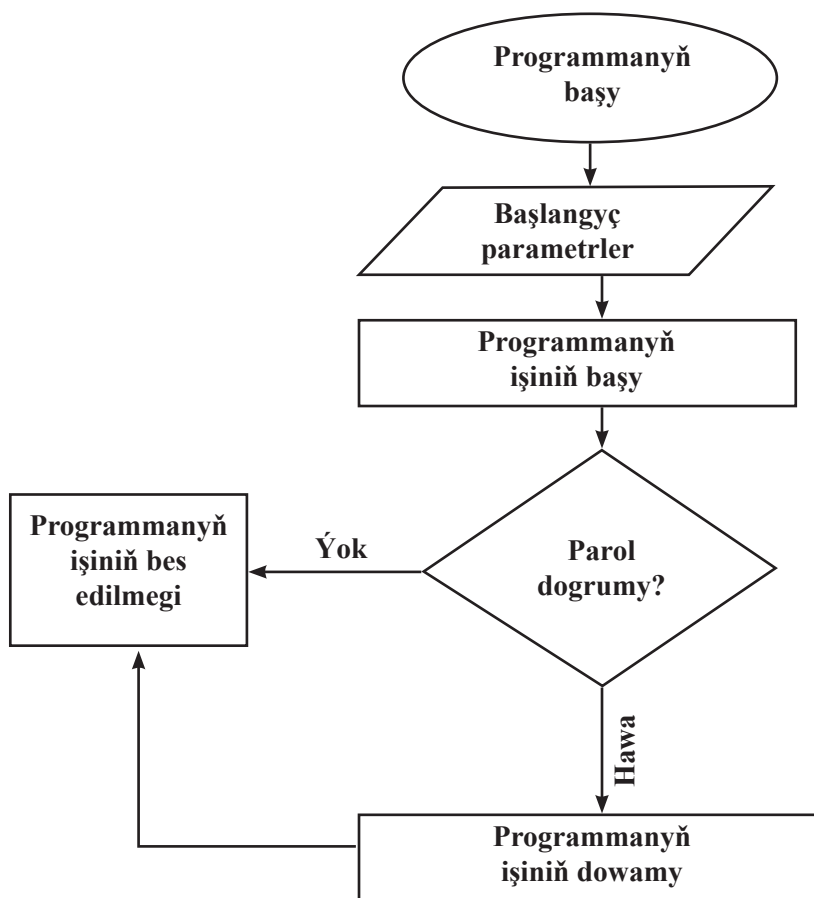 Programmanyň
başy
Başlangyç
parametrler
Programmanyň
işiniň başy
Parol
dogrumy?
Ýok
Programmanyň
işiniň bes
edilmegi
Hawa
Programmanyň
işiniň dowamy